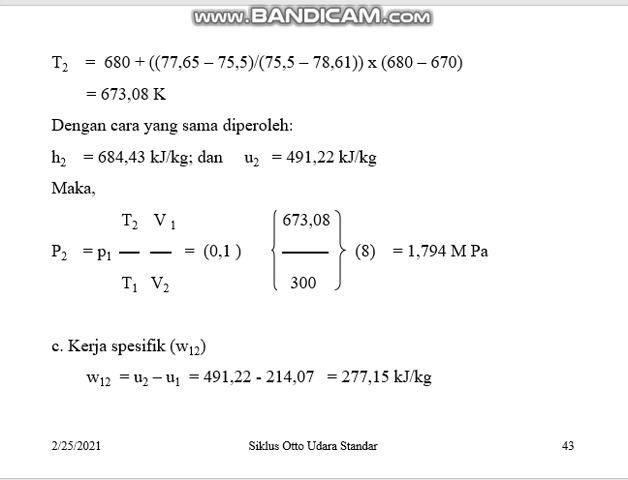 www.BANDICAM.com
T2 = 680 + ((77,65 – 75,5)/(75,5 – 78,61)) x (680 – 670)
= 673,08 K
Dengan cara yang sama diperoleh:
h2 = 684,43 kJ/kg; dan u2 = 491,22 kJ/kg
Maka,
T2 V 1 673,08
P2 = p1 — — = (0,1 ) { — } (8) = 1,794 M Pa
T1 V2 300
c. Kerja spesifik (w12)
w12 = u2 – u1 = 491,22 - 214,07 = 277,15 kJ/kg
2/25/2021 Siklus Otto Udara Standar 43